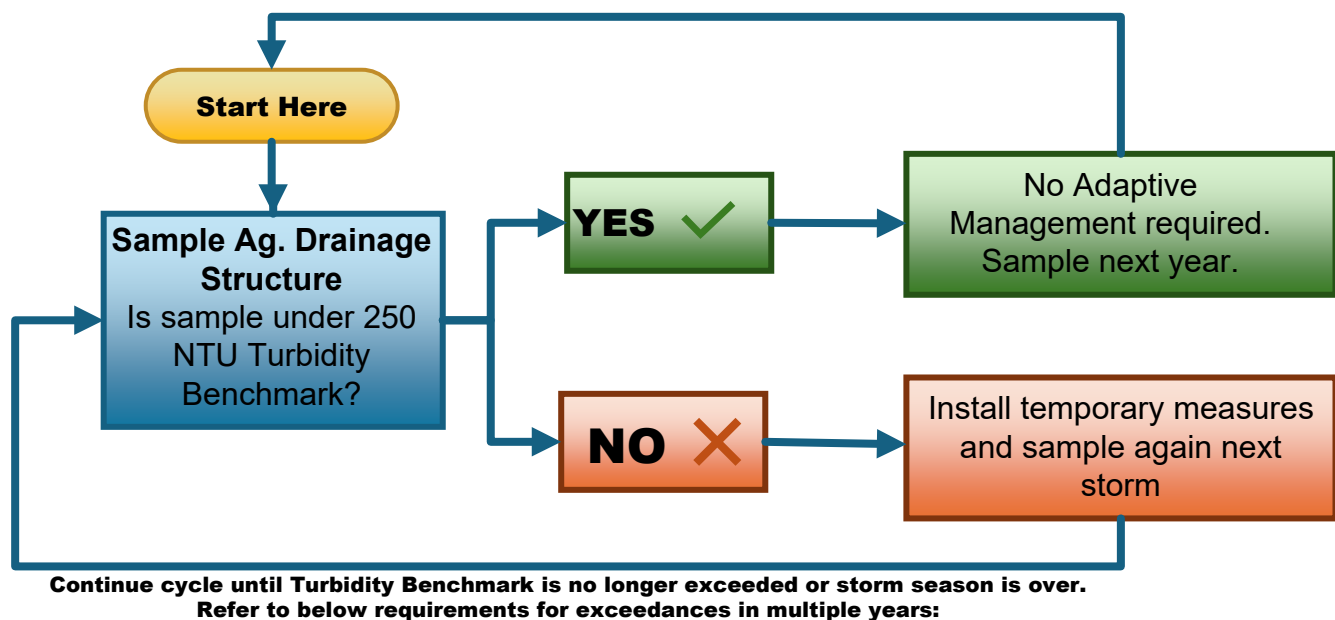 Start Here
Sample Ag. Drainage
Structure
Is sample under 250
NTU Turbidity
Benchmark?
YES
No Adaptive
Management required.
Sample next year.
NO
Install temporary measures
and sample again next
storm
Continue cycle until Turbidity Benchmark is no longer exceeded or storm season is over.
Refer to below requirements for exceedances in multiple years: